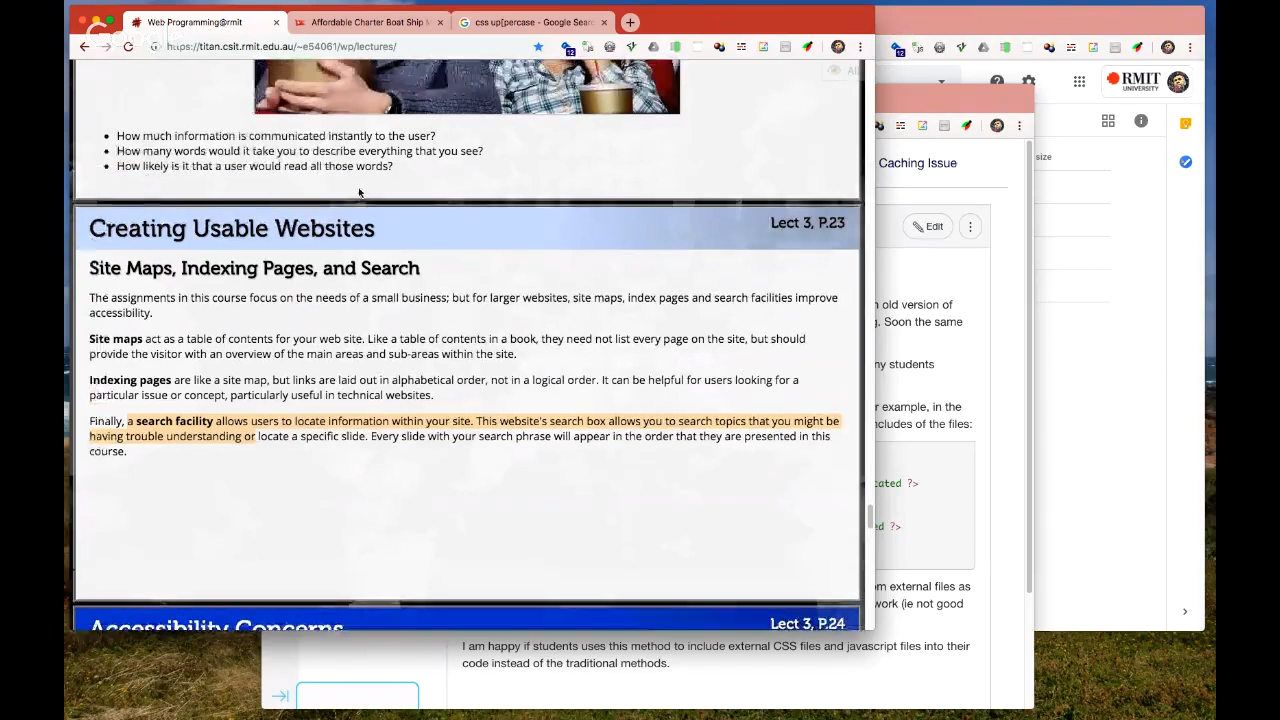 Web Programming@rmit
Affordable Charter Boat Ship M
css up[percase - Google Sear
Google
https://titan.csit.rmit.edu.au/~e54061/wp/lectures/
12
12
All
How much information is communicated instantly to the user?
How many words would it take you to describe everything that you see?
How likely is it that a user would read all those words?
Creating Usable Websites
Lect 3, P.23
Site Maps, Indexing Pages, and Search
The assignments in this course focus on the needs of a small business; but for larger websites, site maps, index pages and search facilities improve
accessibility.
Site maps act as a table of contents for your web site. Like a table of contents in a book, they need not list every page on the site, but should
provide the visitor with an overview of the main areas and sub-areas within the site.
Indexing pages are like a site map, but links are laid out in alphabetical order, not in a logical order. It can be helpful for users looking for a
particular issue or concept, particularly useful in technical websites.
Finally, a search facility allows users to locate information within your site. This website's search box allows you to search topics that you might be
having trouble understanding or locate a specific slide. Every slide with your search phrase will appear in the order that they are presented in this
course.
Accessibility Concerns
Lect 3, P.24
RMIT
UNIVERSITY
size
Caching Issue
Edit
n old version of
g. Soon the same
ny students
r example, in the
ncludes of the files:
cated ?>
ed ?>
om external files as
work (ie not good
I am happy if students uses this method to include external CSS files and javascript files into their
code instead of the traditional methods.